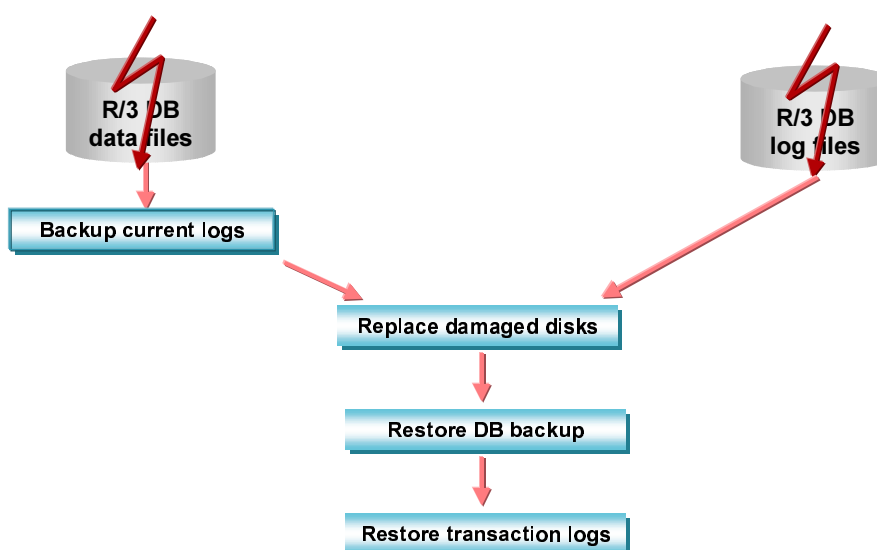 R/3 DB
data files
R/3 DB
log files
Backup current logs
Replace damaged disks
Restore DB backup
Restore transaction logs